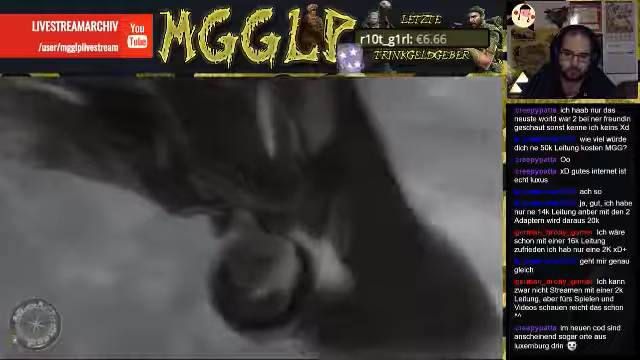 LIVESTREAMARCHIV
/user/mgglplivestream
You
Tube
MGGLP
LETZTE
r10t_g1rl: €6.66
TRINKGELDGEBER
creepypatta: ich haab nur das
neuste world war 2 bei ner freundin
geschaut sonst kenne ich keins Xd
wie viel würde
dich ne 50k Leitung kosten MGG?
creepypatta: Oo
creepypatta: xD gutes internet ist
echt luxus
ach so
ja, gut, ich habe
nur ne 14k Leitung anber mit den 2
Adaptern wird daraus 20k
german_brony_gamer: Ich wäre
schon mit einer 16k Leitung
zufrieden ich hab nur eine 2K xD+
geht mir genau
gleich
german_brony_gamer: Ich kann
zwar nicht Streamen mit einer 2k
Leitung, aber fürs Spielen und
Videos schauen reicht das schon
^^
creepypatta: im neuen cod sind
anscheinend sogar orte aus
luxemburg drin